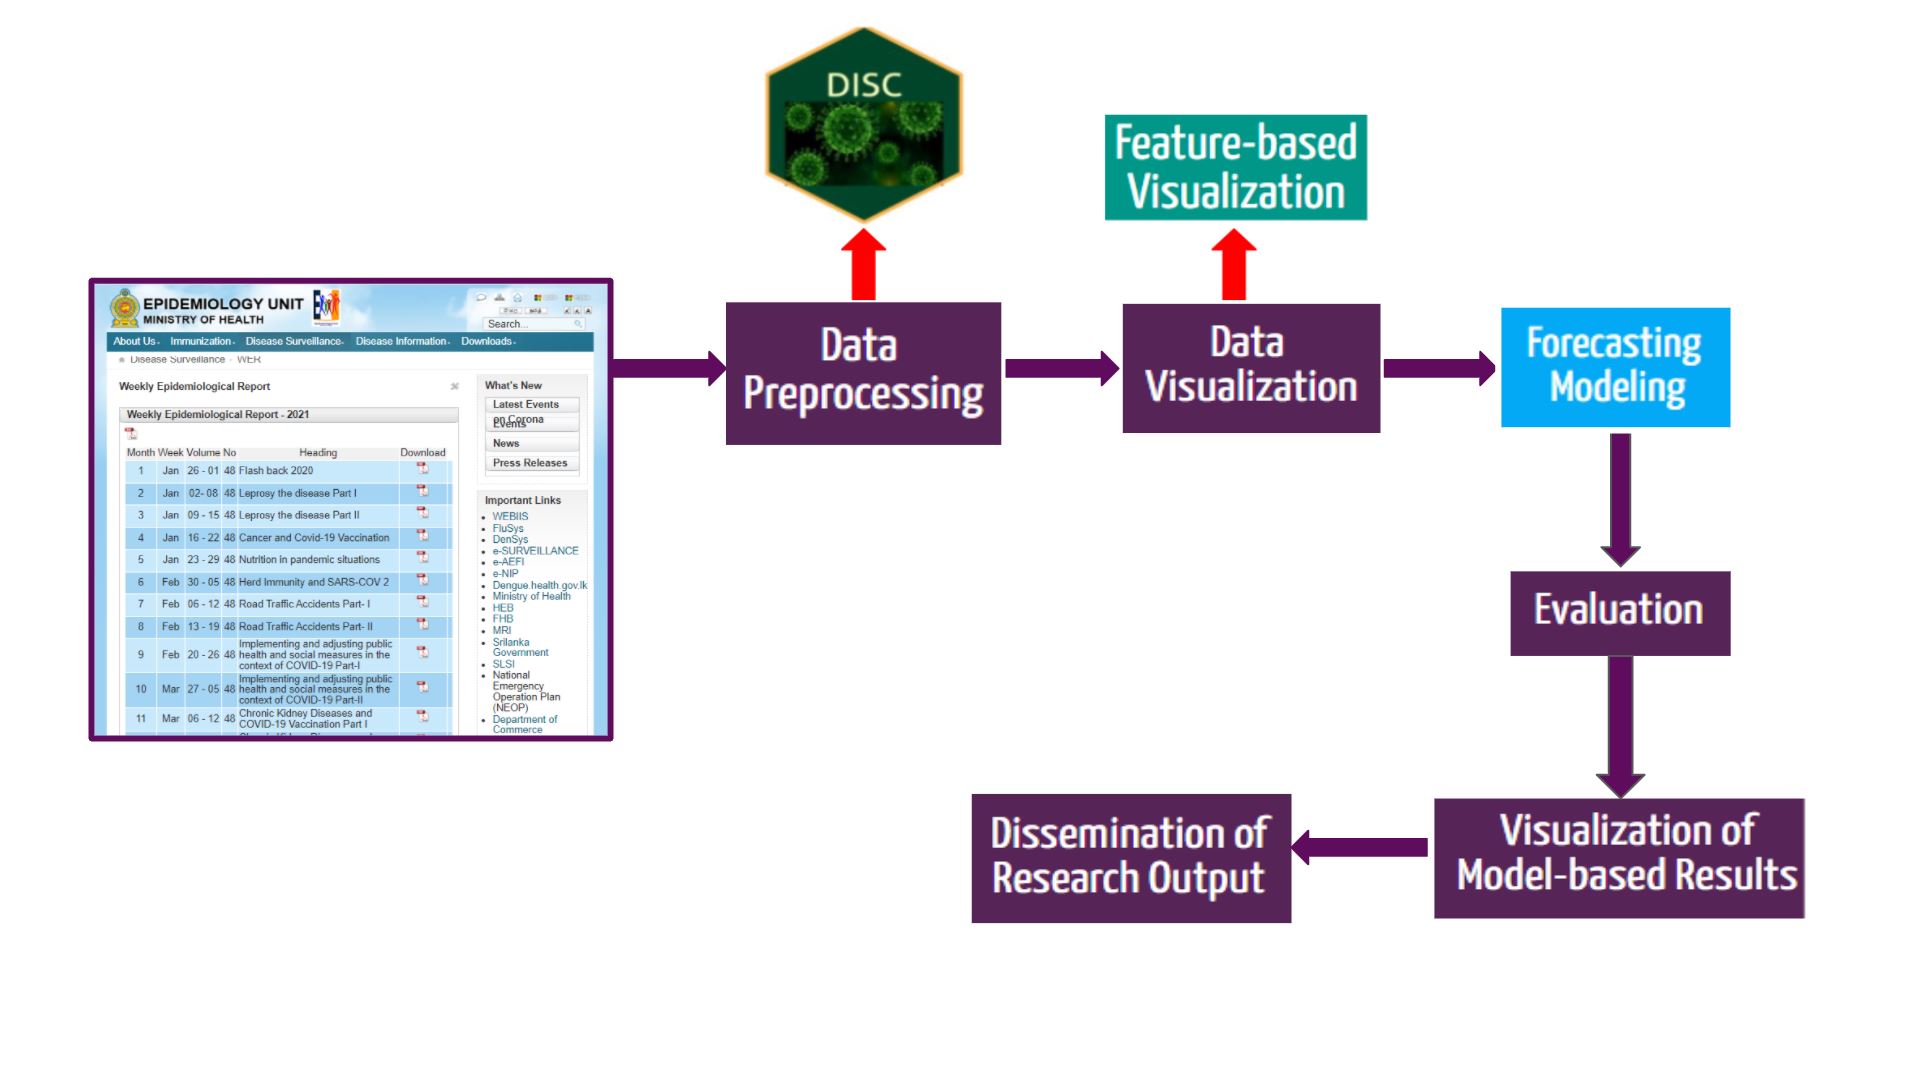 DISC
Feature-based
Visualization
EPIDEMIOLOGY UNIT
MINISTRY OF HEALTH
Search...
About Us
Immunization
Disease Surveillance
Disease Information
Downloads
Disease Surveillance
WER
Weekly Epidemiological Report
Weekly Epidemiological Report - 2021
Month Week Volume No Heading Download
1 Jan 26 - 01 48 Flash back 2020
2 Jan 02- 08 48 Leprosy the disease Part I
3 Jan 09 - 15 48 Leprosy the disease Part II
4 Jan 16 - 22 48 Cancer and Covid-19 Vaccination
5 Jan 23 - 29 48 Nutrition in pandemic situations
6 Feb 30 - 05 48 Herd Immunity and SARS-COV 2
7 Feb 06 - 12 48 Road Traffic Accidents Part- I
8 Feb 13 - 19 48 Road Traffic Accidents Part- II
Implementing and adjusting public
9 Feb 20 - 26 48 health and social measures in the
context of COVID-19 Part-I
Implementing and adjusting public
10 Mar 27 - 05 48 health and social measures in the
context of COVID-19 Part-II
11 Mar 06 - 12 48 Chronic Kidney Diseases and
COVID-19 Vaccination Part I
What's New
Latest Events
on Corona
Events
News
Press Releases
Important Links
WEBIIS
FluSys
DenSys
e-SURVEILLANCE
e-AEFI
e-NIP
Dengue.health.gov.lk
Ministry of Health
HEB
FHB
MRI
Srilanka
Government
SLSI
National
Emergency
Operation Plan
(NEOP)
Department of
Commerce
Data
Preprocessing
Data
Visualization
Forecasting
Modeling
Evaluation
Visualization of
Model-based Results
Dissemination of
Research Output